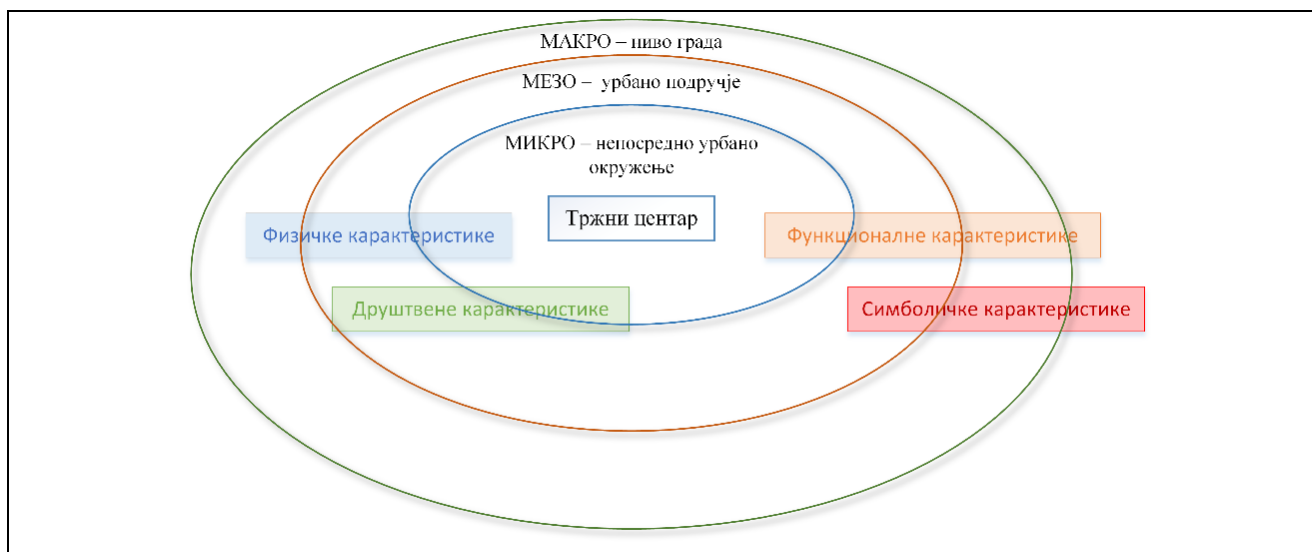 МАКРО – ниво града
МЕЗО – урбано подручје
МИКРО – непосредно урбано
окружење
Тржни центар
Физичке карактеристике
Функционалне карактеристике
Друштвене карактеристике
Симболичке карактеристике